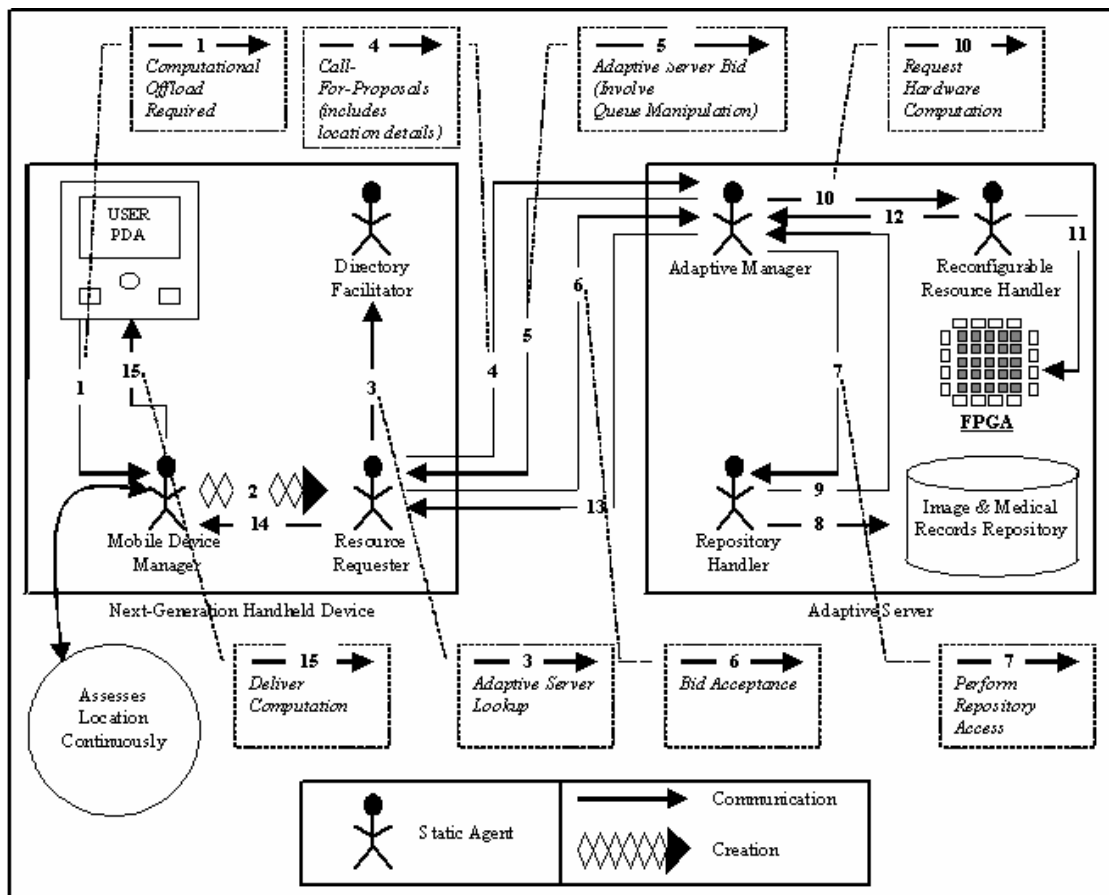 1
Computational
Offload
Required
4
Call-
For-Proposals
(includes
location details)
5
Adaptive Server Bid
(Involve
Queue Manipulation)
10
Request
Hardware
Computation
USER
PDA
Directory
Facilitator
Adaptive Manager
10
12
11
Reconfigurable
Resource Handler
6
5
4
3
15
1
7
FPGA
2
14
13
9
8
Mobile Device
Manager
Resource
Requester
Repository
Handler
Image & Medical
Records Repository
Next-Generation Handheld Device
Adaptive Server
15
Deliver
Computation
3
Adaptive Server
Lookup
6
Bid Acceptance
7
Perform
Repository
Access
Assesses
Location
Continuously
Static Agent
Communication
Creation